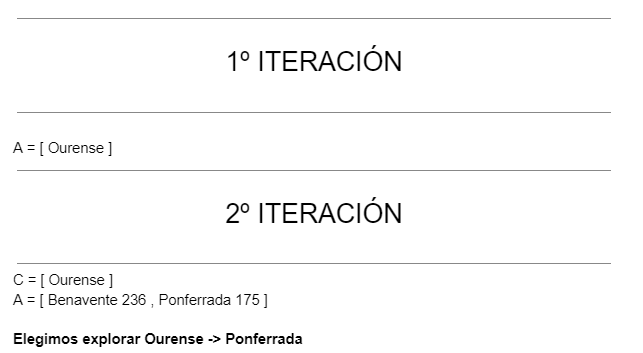 1º ITERACIÓN
A = [ Ourense ]
2º ITERACIÓN
C = [ Ourense ]
A = [ Benavente 236 , Ponferrada 175 ]
Elegimos explorar Ourense -> Ponferrada